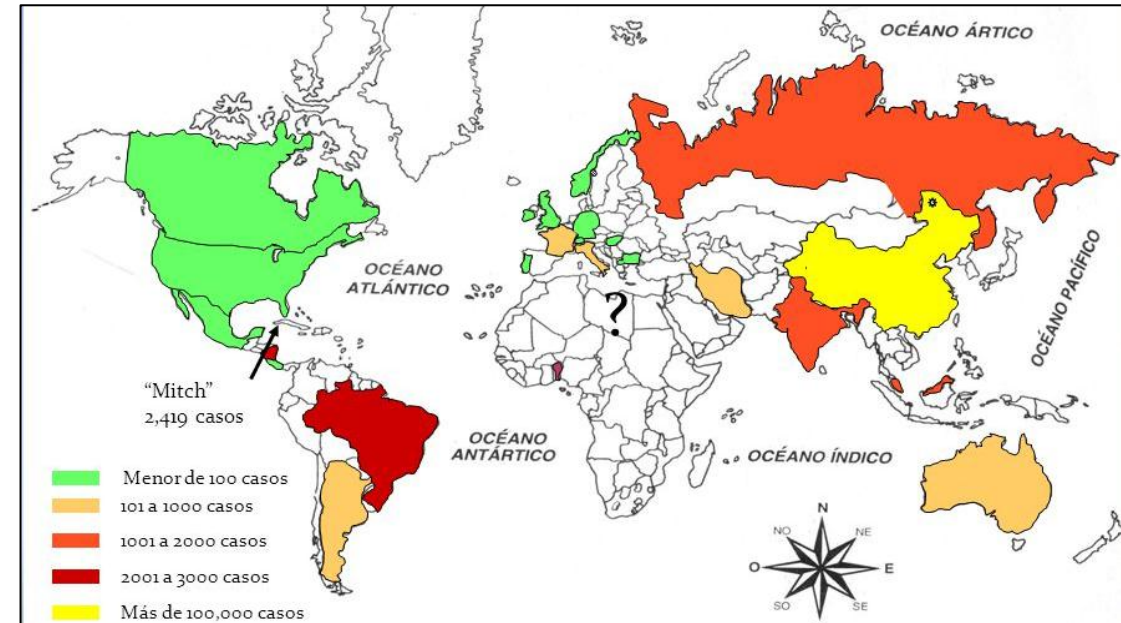 OCÉANO ÁRTICO
OCÉANO
ATLÁNTICO
OCÉANO PACÍFICO
?
“Mitch”
2,419 casos
OCÉANO
ANTÁRTICO
OCÉANO ÍNDICO
Menor de 100 casos
101 a 1000 casos
1001 a 2000 casos
2001 a 3000 casos
Más de 100,000 casos
N
NO
NE
O
E
SO
SE
S